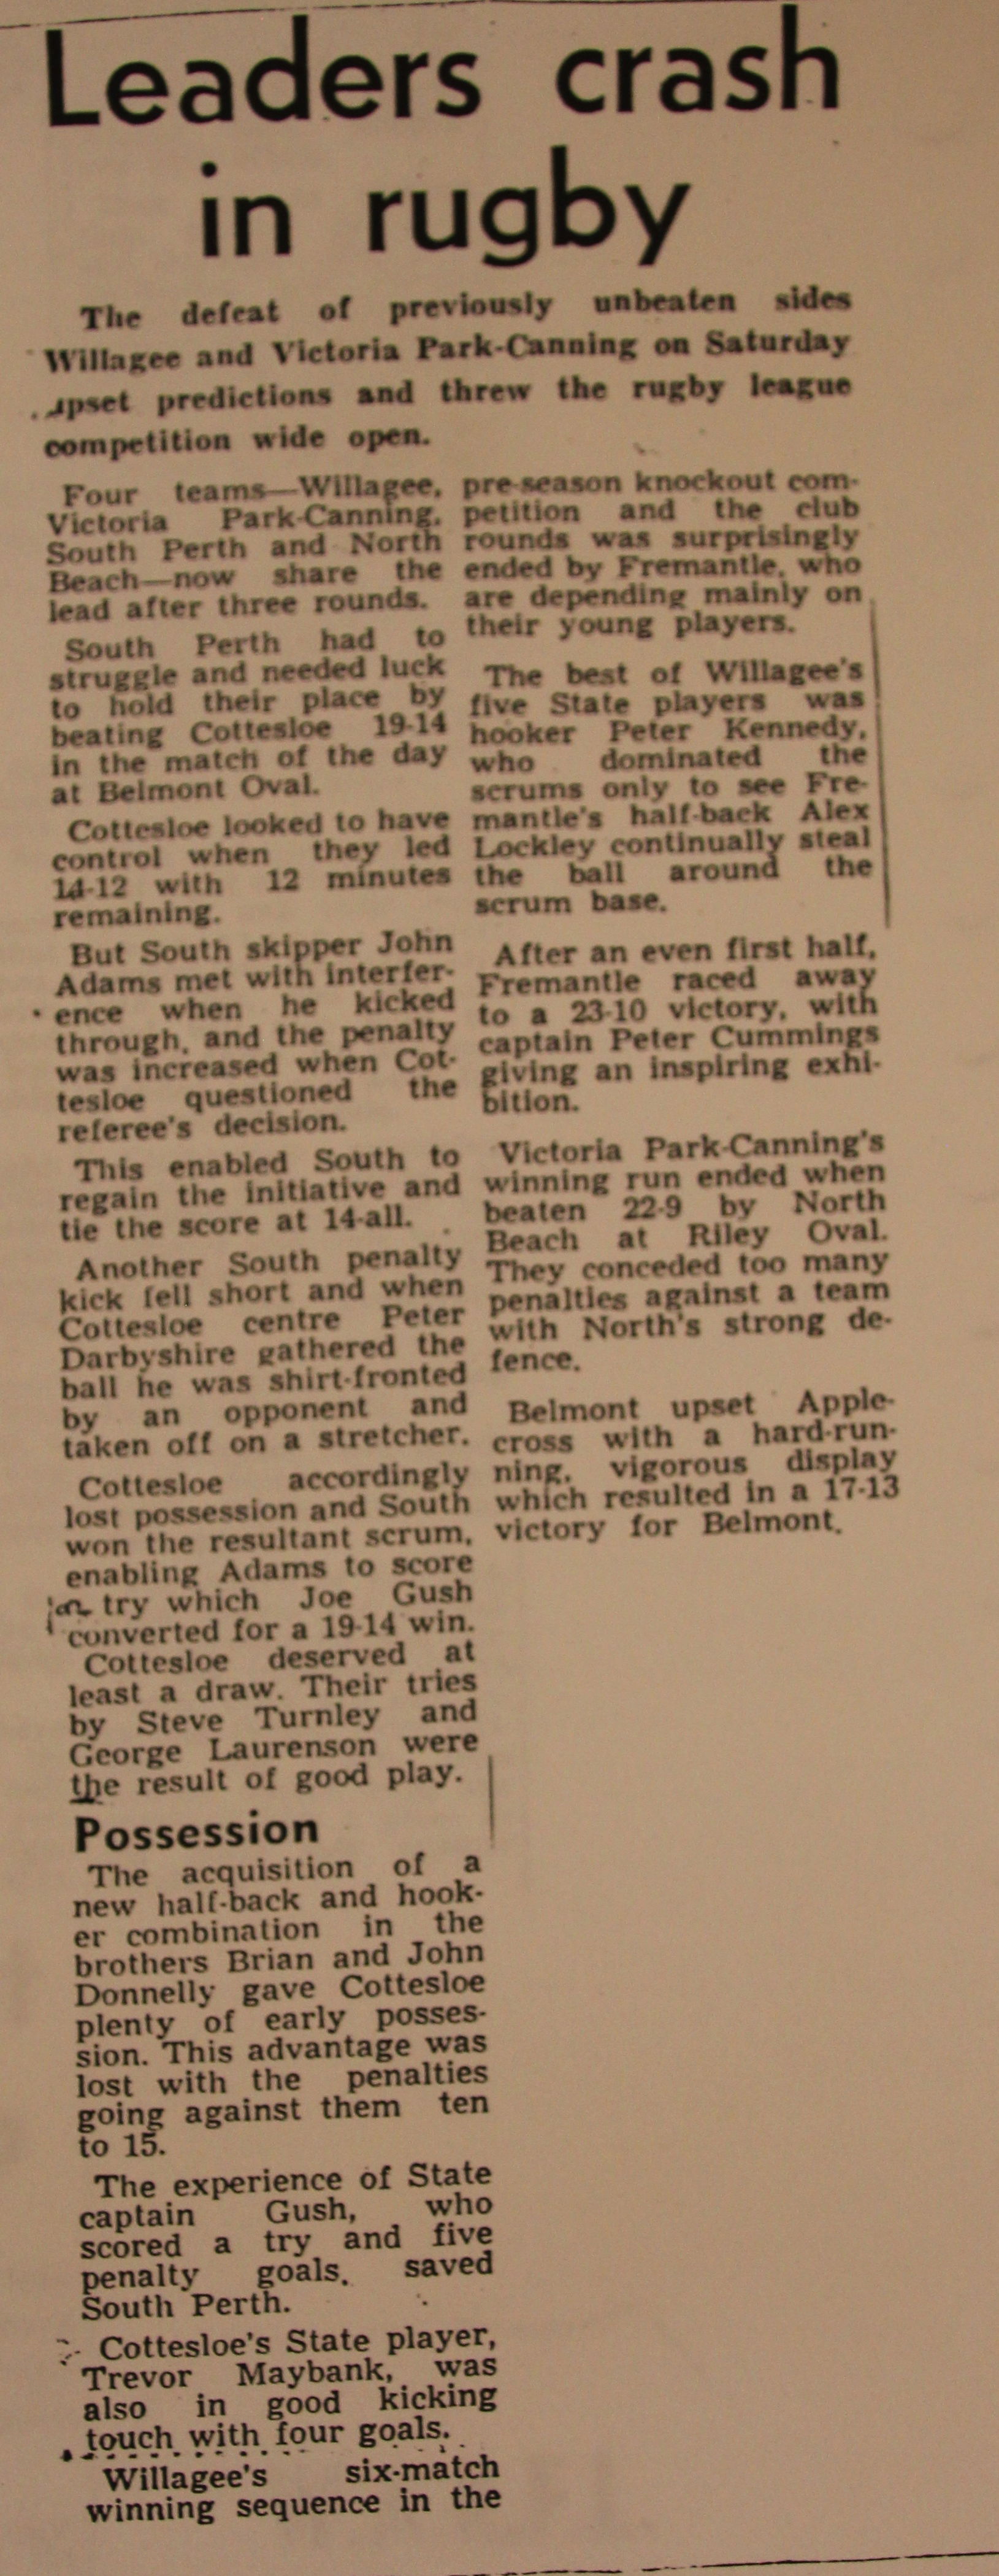 Leaders crash
in rugby
The defeat of previously unbeaten sides
Willagee and Victoria Park-Canning on Saturday
upset predictions and threw the rugby league
competition wide open.
Four teams—Willagee,
Victoria Park-Canning,
South Perth and North
Beach—now share the
lead after three rounds.
South Perth had to
struggle and needed luck
to hold their place by
beating Cottesloe 19-14
in the match of the day
at Belmont Oval.
Cottesloe looked to have
control when they led
14-12 with 12 minutes
remaining.
But South skipper John
Adams met with interfer-
ence when he kicked
through, and the penalty
was increased when Cot-
tesloe questioned the
referee's decision.
This enabled South to
regain the initiative and
tie the score at 14-all.
Another South penalty
kick fell short and when
Cottesloe centre Peter
Darbyshire gathered the
ball he was shirt-fronted
by an opponent and
taken off on a stretcher.
Cottesloe accordingly
lost possession and South
won the resultant scrum,
enabling Adams to score
a try which Joe Gush
converted for a 19-14 win.
Cottesloe deserved at
least a draw. Their tries
by Steve Turnley and
George Laurenson were
the result of good play.
Possession
The acquisition of a
new half-back and hook-
er combination in the
brothers Brian and John
Donnelly gave Cottesloe
plenty of early posses-
sion. This advantage was
lost with the penalties
going against them ten
to 15.
The experience of State
captain Gush, who
scored a try and five
penalty goals, saved
South Perth.
Cottesloe's State player,
Trevor Maybank, was
also in good kicking
touch with four goals.
Willagee's six-match
winning sequence in the
pre-season knockout com-
petition and the club
rounds was surprisingly
ended by Fremantle, who
are depending mainly on
their young players.
The best of Willagee's
five State players was
hooker Peter Kennedy,
who dominated the
scrums only to see Fre-
mantle's half-back Alex
Lockley continually steal
the ball around the
scrum base.
After an even first half,
Fremantle raced away
to a 23-10 victory, with
captain Peter Cummings
giving an inspiring exhi-
bition.
Victoria Park-Canning's
winning run ended when
beaten 22-9 by North
Beach at Riley Oval.
They conceded too many
penalties against a team
with North's strong de-
fence.
Belmont upset Apple-
cross with a hard-run-
ning, vigorous display
which resulted in a 17-13
victory for Belmont.